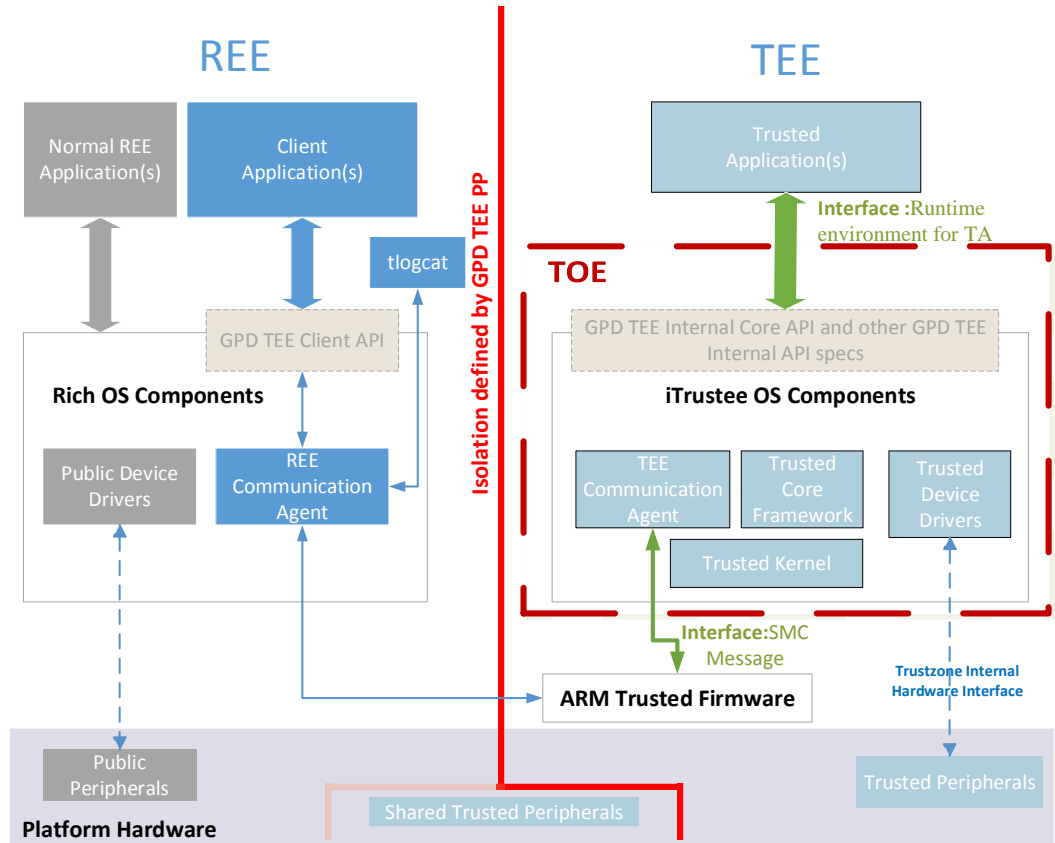 REE
TEE
Normal REE
Application(s)
Client
Application(s)
Trusted
Application(s)
Isolation defined by GPD TEE PP
Interface :Runtime
environment for TA
tlogcat
TOE
GPD TEE Client API
GPD TEE Internal Core API and other GPD TEE
Internal API specs
Rich OS Components
iTrustee OS Components
Public Device
Drivers
REE
Communication
Agent
TEE
Communication
Agent
Trusted
Core
Framework
Trusted
Device
Drivers
Trusted Kernel
Interface:SMC
Message
Trustzone Internal
Hardware Interface
ARM Trusted Firmware
Public
Peripherals
Shared Trusted Peripherals
Trusted Peripherals
Platform Hardware